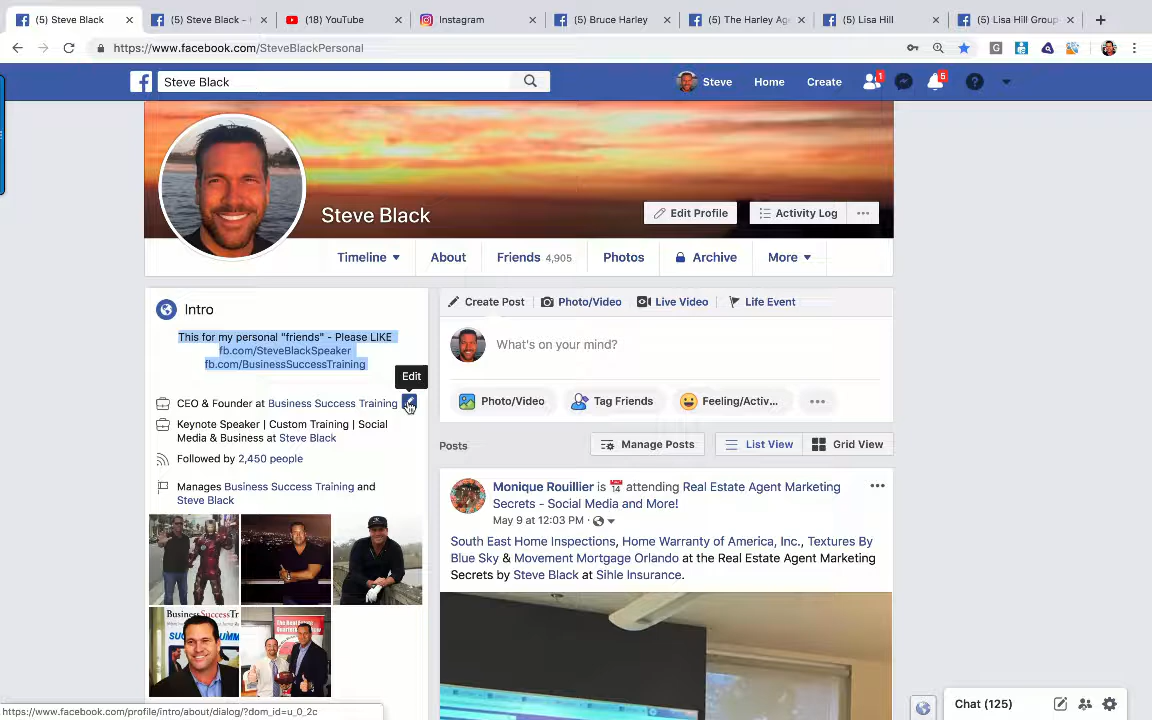 (5) Steve Black
(5) Steve Black -
(18) YouTube
Instagram
(5) Bruce Harley
(5) The Harley Ag
(5) Lisa Hill
(5) Lisa Hill Group
https://www.facebook.com/SteveBlackPersonal
Steve Black
Steve
Home
Create
1
5
Steve Black
Edit Profile
Activity Log
Timeline
About
Friends 4,905
Photos
Archive
More
Intro
This for my personal "friends" - Please LIKE
fb.com/SteveBlackSpeaker
fb.com/BusinessSuccessTraining
Edit
CEO & Founder at Business Success Training
Keynote Speaker | Custom Training | Social
Media & Business at Steve Black
Followed by 2,450 people
Manages Business Success Training and
Steve Black
Create Post
Photo/Video
Live Video
Life Event
What's on your mind?
Photo/Video
Tag Friends
Feeling/Activ...
Posts
Manage Posts
List View
Grid View
Monique Rouillier is attending Real Estate Agent Marketing
Secrets - Social Media and More!
May 9 at 12:03 PM ·
South East Home Inspections, Home Warranty of America, Inc., Textures By
Blue Sky & Movement Mortgage Orlando at the Real Estate Agent Marketing
Secrets by Steve Black at Sihle Insurance.
Chat (125)
https://www.facebook.com/profile/intro/about/dialog/?dom_id=u_0_2c